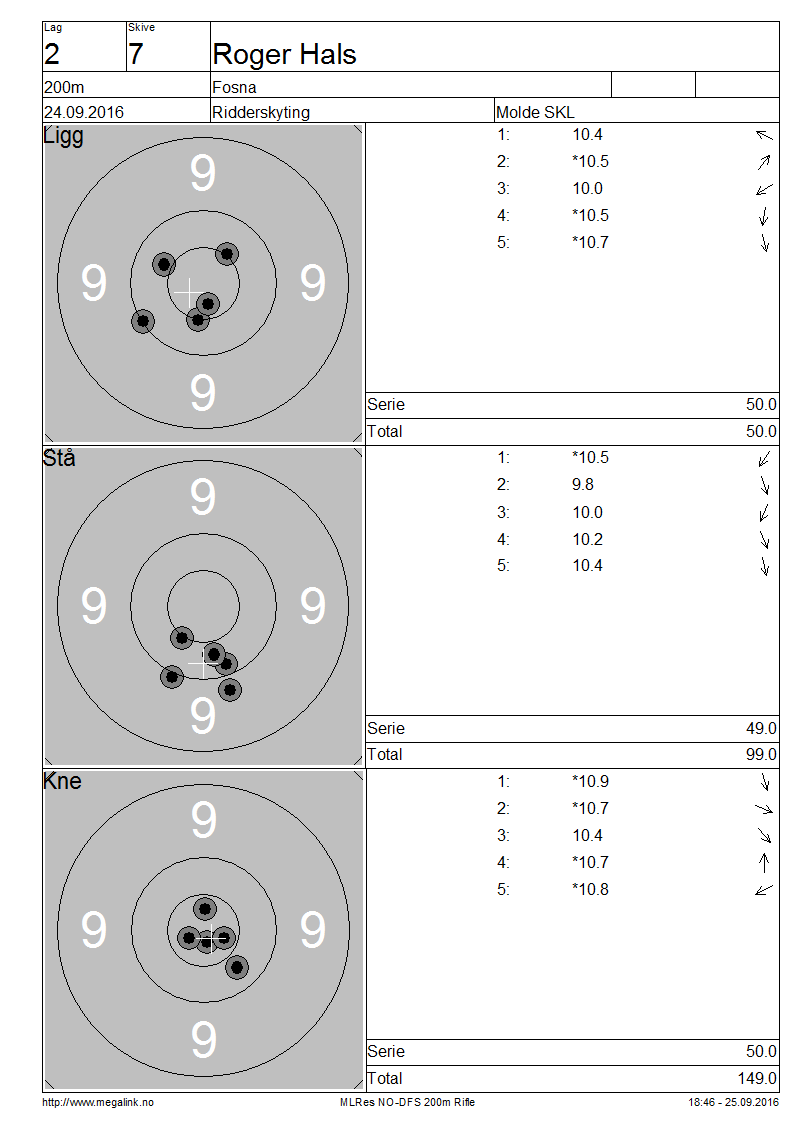 Lag Skive
2 7 Roger Hals
200m Fosna
24.09.2016 Ridderskyting Molde SKL
Ligg
9
9 9
9
1: 10.4
2: *10.5
3: 10.0
4: *10.5
5: *10.7
Serie 50.0
Total 50.0
Stå
9
9 9
9
1: *10.5
2: 9.8
3: 10.0
4: 10.2
5: 10.4
Serie 49.0
Total 99.0
Kne
9
9 9
9
1: *10.9
2: *10.7
3: 10.4
4: *10.7
5: *10.8
Serie 50.0
Total 149.0
http://www.megalink.no MLRes NO-DFS 200m Rifle 18:46 - 25.09.2016